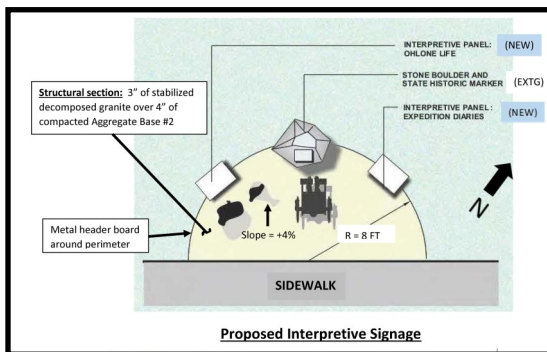 INTERPRETIVE PANEL: (NEW)
OHLONE LIFE
STONE BOULDER AND
STATE HISTORIC MARKER (EXTG)
INTERPRETIVE PANEL: (NEW)
EXPEDITION DIARIES
Structural section: 3” of stabilized
decomposed granite over 4” of
compacted Aggregate Base #2
N
Metal header board
around perimeter
Slope = +4%
R = 8 FT
SIDEWALK
Proposed Interpretive Signage